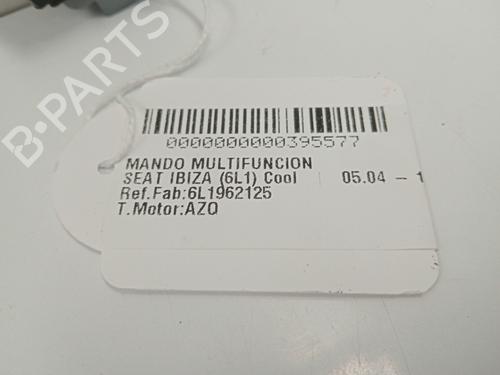 B-PARTS
0000000000395577
MANDO MULTIFUNCION
SEAT IBIZA (6L1) Cool | 05.04 - 1
Ref.Fab:6L1962125
T.Motor:AZQ